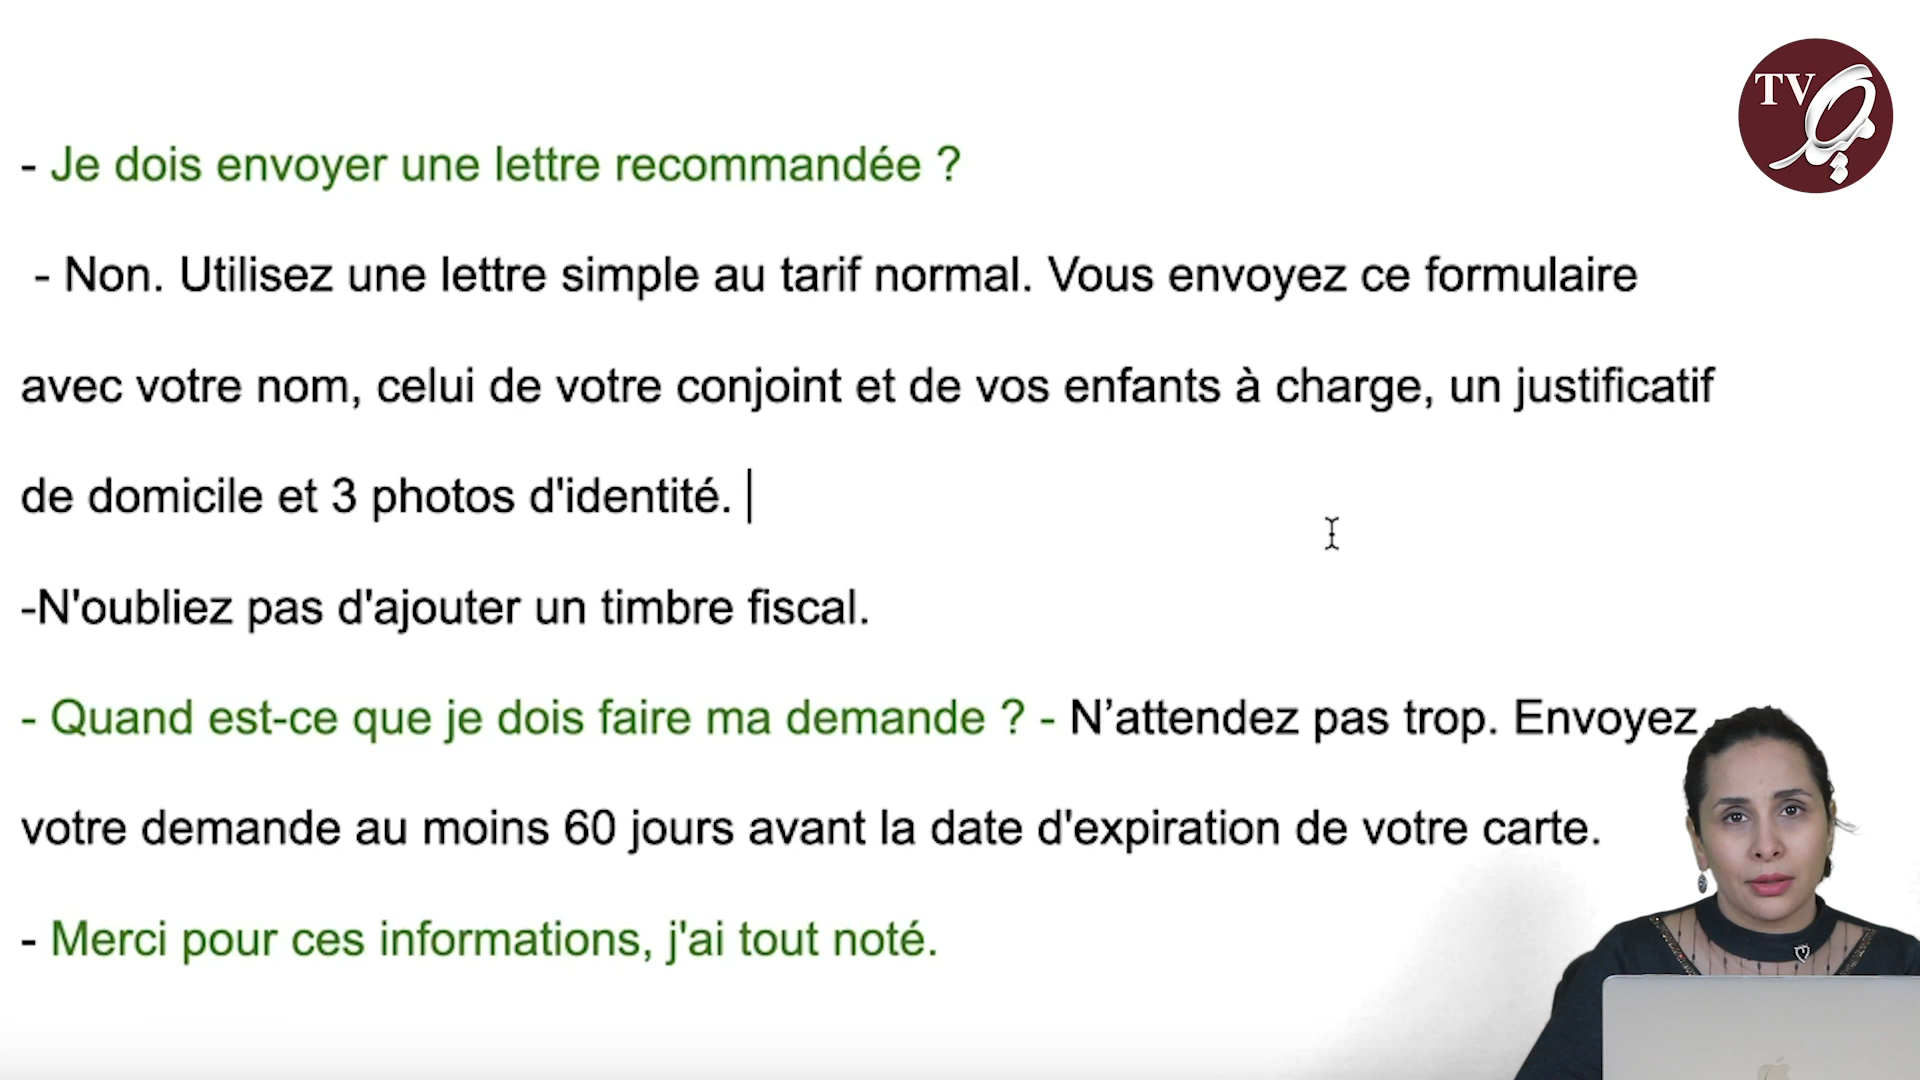 TV
- Je dois envoyer une lettre recommandée ?
- Non. Utilisez une lettre simple au tarif normal. Vous envoyez ce formulaire
avec votre nom, celui de votre conjoint et de vos enfants à charge, un justificatif
de domicile et 3 photos d'identité.
-N'oubliez pas d'ajouter un timbre fiscal.
- Quand est-ce que je dois faire ma demande ? - N’attendez pas trop. Envoyez
votre demande au moins 60 jours avant la date d'expiration de votre carte.
- Merci pour ces informations, j'ai tout noté.